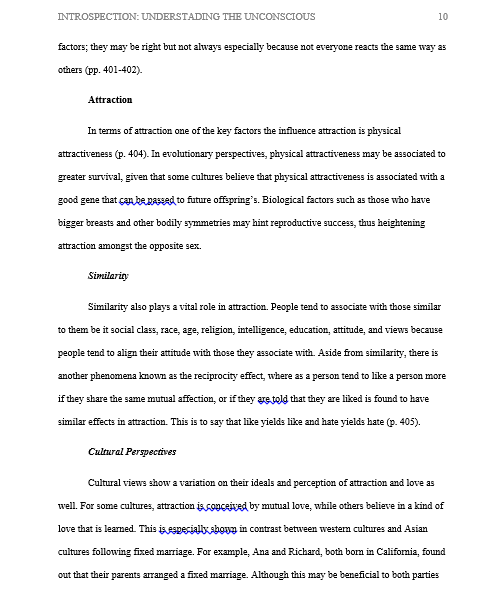 INTROSPECTION: UNDERSTADING THE UNCONSCIOUS 10
factors; they may be right but not always especially because not everyone reacts the same way as
others (pp. 401-402).
Attraction
In terms of attraction one of the key factors the influence attraction is physical
attractiveness (p. 404). In evolutionary perspectives, physical attractiveness may be associated to
greater survival, given that some cultures believe that physical attractiveness is associated with a
good gene that can be passed to future offspring’s. Biological factors such as those who have
bigger breasts and other bodily symmetries may hint reproductive success, thus heightening
attraction amongst the opposite sex.
Similarity
Similarity also plays a vital role in attraction. People tend to associate with those similar
to them be it social class, race, age, religion, intelligence, education, attitude, and views because
people tend to align their attitude with those they associate with. Aside from similarity, there is
another phenomena known as the reciprocity effect, where as a person tend to like a person more
if they share the same mutual affection, or if they are told that they are liked is found to have
similar effects in attraction. This is to say that like yields like and hate yields hate (p. 405).
Cultural Perspectives
Cultural views show a variation on their ideals and perception of attraction and love as
well. For some cultures, attraction is conceived by mutual love, while others believe in a kind of
love that is learned. This is especially shown in contrast between western cultures and Asian
cultures following fixed marriage. For example, Ana and Richard, both born in California, found
out that their parents arranged a fixed marriage. Although this may be beneficial to both parties